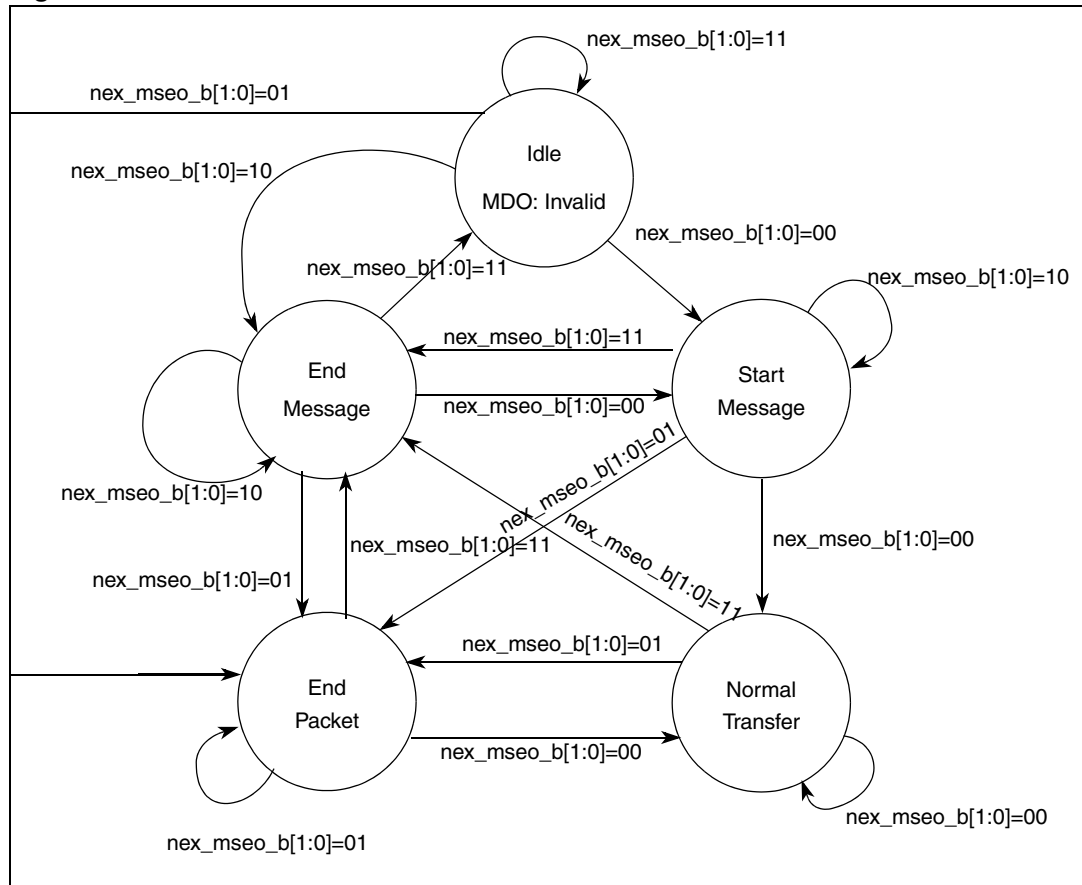 nex_mseo_b[1:0]=11
nex_mseo_b[1:0]=01
Idle
MDO: Invalid
nex_mseo_b[1:0]=10
nex_mseo_b[1:0]=00
nex_mseo_b[1:0]=11
nex_mseo_b[1:0]=10
nex_mseo_b[1:0]=11
End
Message
Start
Message
nex_mseo_b[1:0]=00
nex_mseo_b[1:0]=01
nex_mseo_b[1:0]=10
nex_mseo_b[1:0]=11
nex_mseo_b[1:0]=00
nex_mseo_b[1:0]=11
nex_mseo_b[1:0]=01
nex_mseo_b[1:0]=01
End
Packet
Normal
Transfer
nex_mseo_b[1:0]=00
nex_mseo_b[1:0]=00
nex_mseo_b[1:0]=01